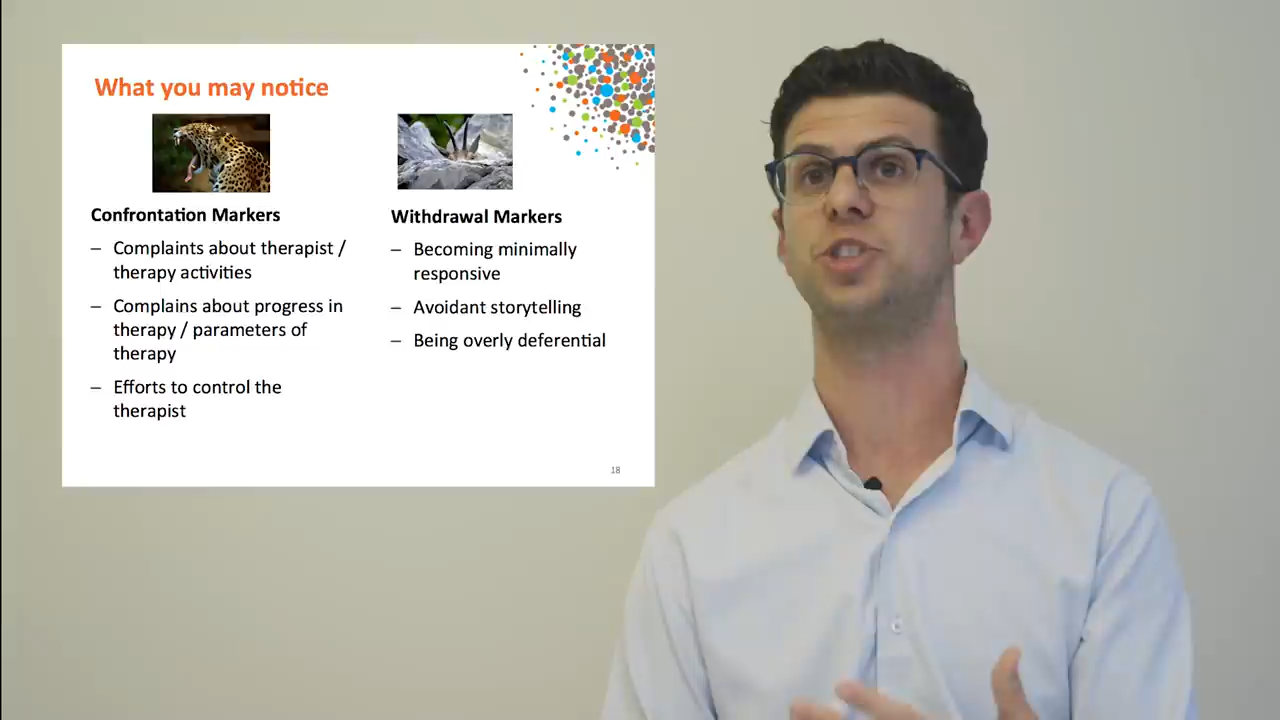 What you may notice
Confrontation Markers
– Complaints about therapist /
therapy activities
– Complains about progress in
therapy / parameters of
therapy
– Efforts to control the
therapist
Withdrawal Markers
– Becoming minimally
responsive
– Avoidant storytelling
– Being overly deferential
18